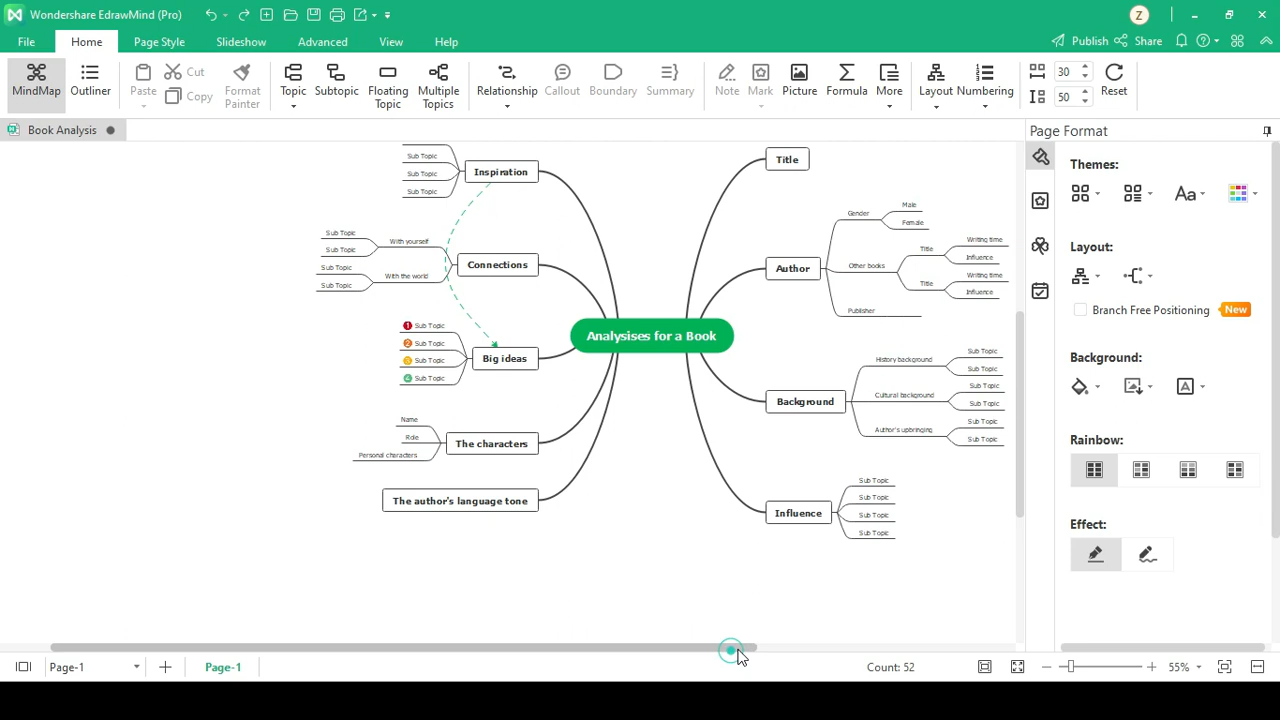 Wondershare EdrawMind (Pro)
Z
File
Home
Page Style
Slideshow
Advanced
View
Help
Publish
Share
MindMap
Outliner
Paste
Cut
Copy
Format Painter
Topic
Subtopic
Floating Topic
Multiple Topics
Relationship
Callout
Boundary
Summary
Note
Mark
Picture
Formula
More
Layout
Numbering
30
50
Reset
Book Analysis
Page Format
Themes:
Aa
Layout:
Branch Free Positioning
New
Background:
A
Rainbow:
Effect:
Analysises for a Book
Inspiration
Sub Topic
Sub Topic
Sub Topic
Connections
With yourself
Sub Topic
Sub Topic
With the world
Sub Topic
Sub Topic
Big ideas
1 Sub Topic
2 Sub Topic
3 Sub Topic
4 Sub Topic
The characters
Name
Role
Personal characters
The author's language tone
Title
Author
Gender
Male
Female
Other books
Title
Writing time
Influence
Title
Writing time
Influence
Publisher
Background
History background
Sub Topic
Sub Topic
Cultural background
Sub Topic
Sub Topic
Author's upbringing
Sub Topic
Sub Topic
Influence
Sub Topic
Sub Topic
Sub Topic
Sub Topic
Page-1
Page-1
Count: 52
55%